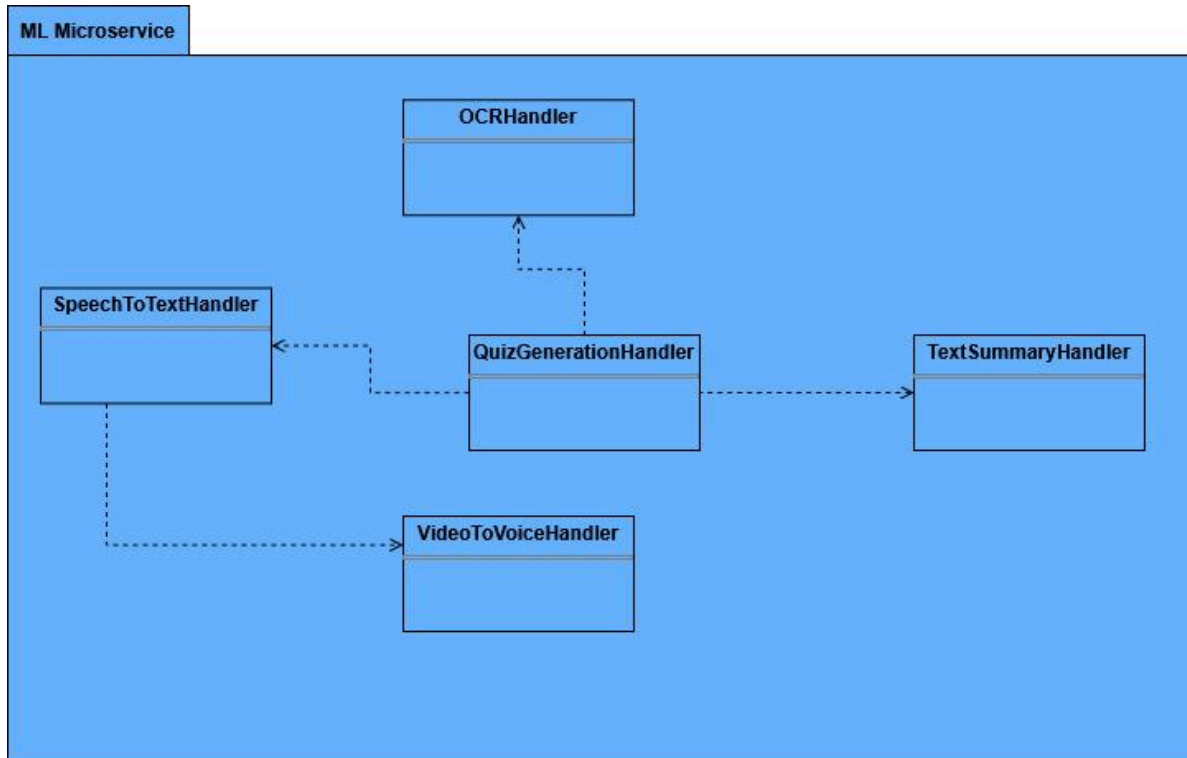 ML Microservice
OCRHandler
SpeechToTextHandler
QuizGenerationHandler
TextSummaryHandler
VideoToVoiceHandler